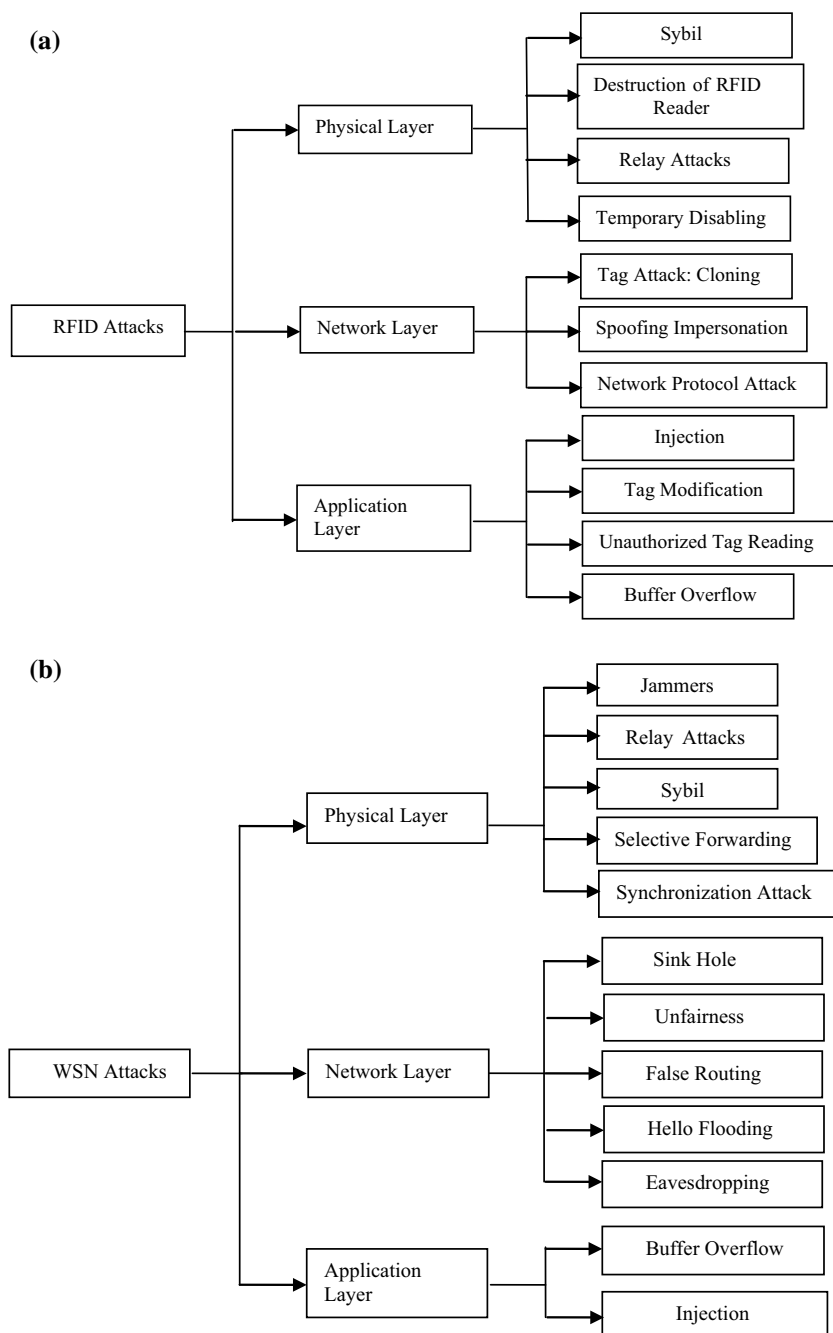 (a)
Sybil
Destruction of RFID
Reader
Physical Layer
Relay Attacks
Temporary Disabling
Tag Attack: Cloning
RFID Attacks
Network Layer
Spoofing Impersonation
Network Protocol Attack
Injection
Application
Layer
Tag Modification
Unauthorized Tag Reading
Buffer Overflow
(b)
Jammers
Relay Attacks
Physical Layer
Sybil
Selective Forwarding
Synchronization Attack
Sink Hole
Unfairness
WSN Attacks
Network Layer
False Routing
Hello Flooding
Eavesdropping
Application
Layer
Buffer Overflow
Injection